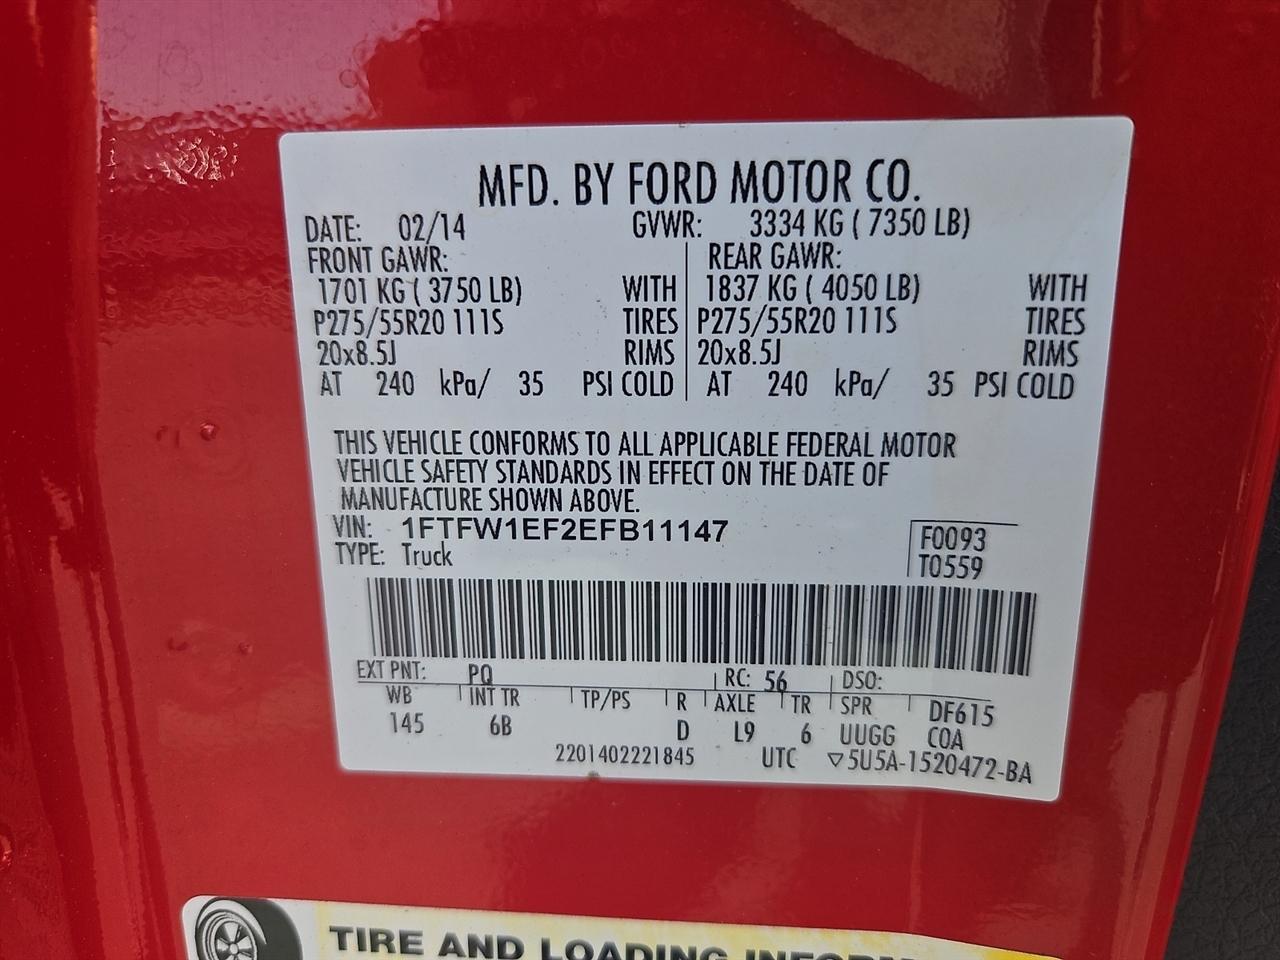 MFD. BY FORD MOTOR CO.
DATE: 02/14 GVWR: 3334 KG ( 7350 LB)
FRONT GAWR: REAR GAWR:
1701 KG ( 3750 LB) WITH 1837 KG ( 4050 LB) WITH
P275/55R20 111S TIRES P275/55R20 111S TIRES
20x8.5J RIMS 20x8.5J RIMS
AT 240 kPa/ 35 PSI COLD AT 240 kPa/ 35 PSI COLD
THIS VEHICLE CONFORMS TO ALL APPLICABLE FEDERAL MOTOR
VEHICLE SAFETY STANDARDS IN EFFECT ON THE DATE OF
MANUFACTURE SHOWN ABOVE.
VIN: 1FTFW1EF2EFB11147 F0093
TYPE: Truck T0559
EXT PNT: PQ RC: 56 DSO:
WB INT TR TP/PS R AXLE TR SPR DF615
145 6B D L9 6 UUGG COA
2201402221845 UTC ▽5U5A-1520472-BA
TIRE AND LOADING